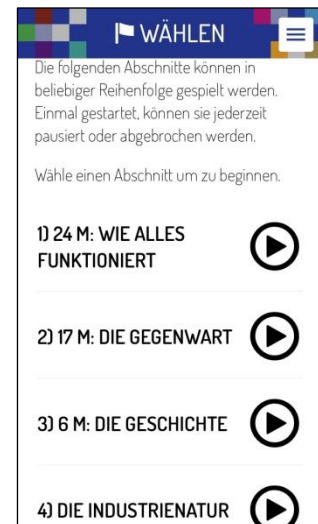 WÄHLEN
Die folgenden Abschnitte können in
beliebiger Reihenfolge gespielt werden.
Einmal gestartet, können sie jederzeit
pausiert oder abgebrochen werden.
Wähle einen Abschnitt um zu beginnen.
1) 24 M: WIE ALLES
FUNKTIONIERT
2) 17 M: DIE GEGENWART
3) 6 M: DIE GESCHICHTE
4) DIE INDUSTRIENATUR